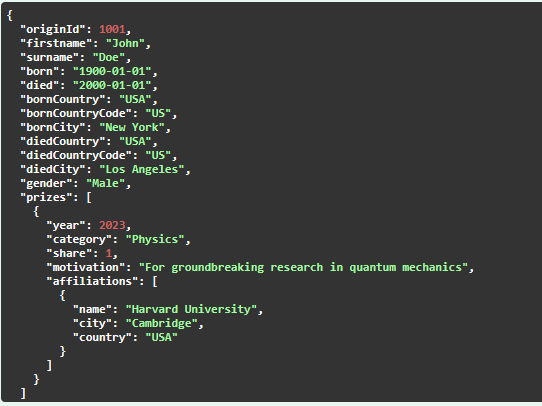 {
  "originId": 1001,
  "firstname": "John",
  "surname": "Doe",
  "born": "1900-01-01",
  "died": "2000-01-01",
  "bornCountry": "USA",
  "bornCountryCode": "US",
  "bornCity": "New York",
  "diedCountry": "USA",
  "diedCountryCode": "US",
  "diedCity": "Los Angeles",
  "gender": "Male",
  "prizes": [
    {
      "year": 2023,
      "category": "Physics",
      "share": 1,
      "motivation": "For groundbreaking research in quantum mechanics",
      "affiliations": [
        {
          "name": "Harvard University",
          "city": "Cambridge",
          "country": "USA"
        }
      ]
    }
  ]